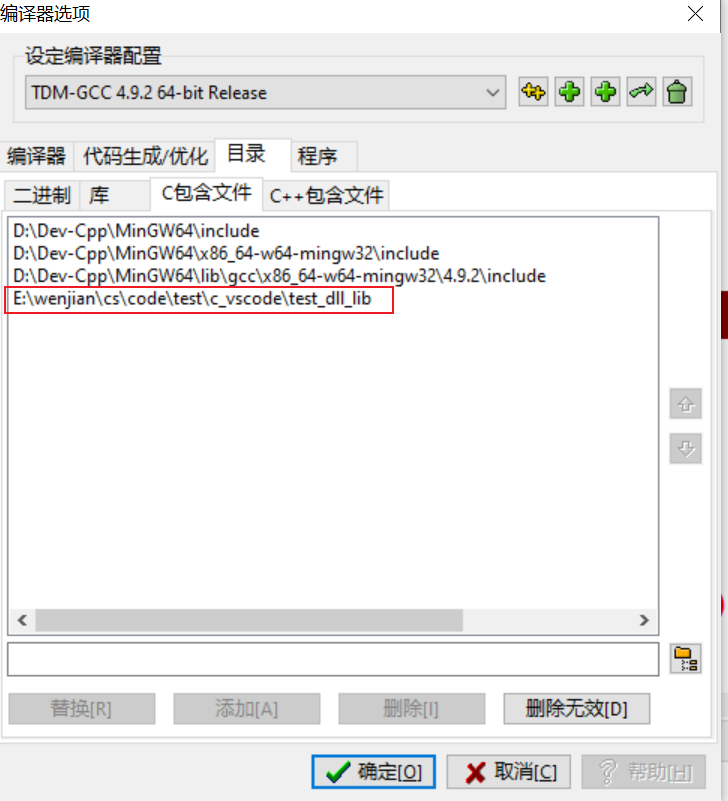 编译器选项
设定编译器配置
TDM-GCC 4.9.2 64-bit Release
编译器 代码生成/优化 目录 程序
二进制 库 C包含文件 C++包含文件
D:\Dev-Cpp\MinGW64\include
D:\Dev-Cpp\MinGW64\x86_64-w64-mingw32\include
D:\Dev-Cpp\MinGW64\lib\gcc\x86_64-w64-mingw32\4.9.2\include
E:\wenjian\cs\code\test\c_vscode\test_dll_lib
替换[R] 添加[A] 删除[I] 删除无效[D]
确定[O] 取消[C] 帮助[H]